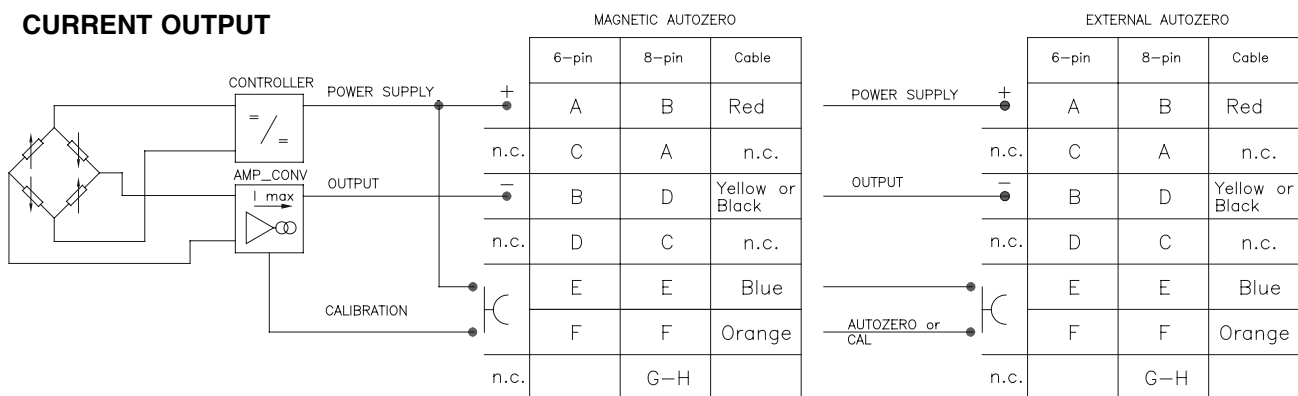 CURRENT OUTPUT
MAGNETIC AUTOZERO
6-pin 8-pin Cable
CONTROLLER
= / =
POWER SUPPLY + A B Red
n.c. C A n.c.
AMP_CONV
I max
OUTPUT − B D Yellow or Black
n.c. D C n.c.
E E Blue
CALIBRATION F F Orange
n.c. G-H
EXTERNAL AUTOZERO
6-pin 8-pin Cable
POWER SUPPLY + A B Red
n.c. C A n.c.
OUTPUT − B D Yellow or Black
n.c. D C n.c.
E E Blue
AUTOZERO or CAL F F Orange
n.c. G-H